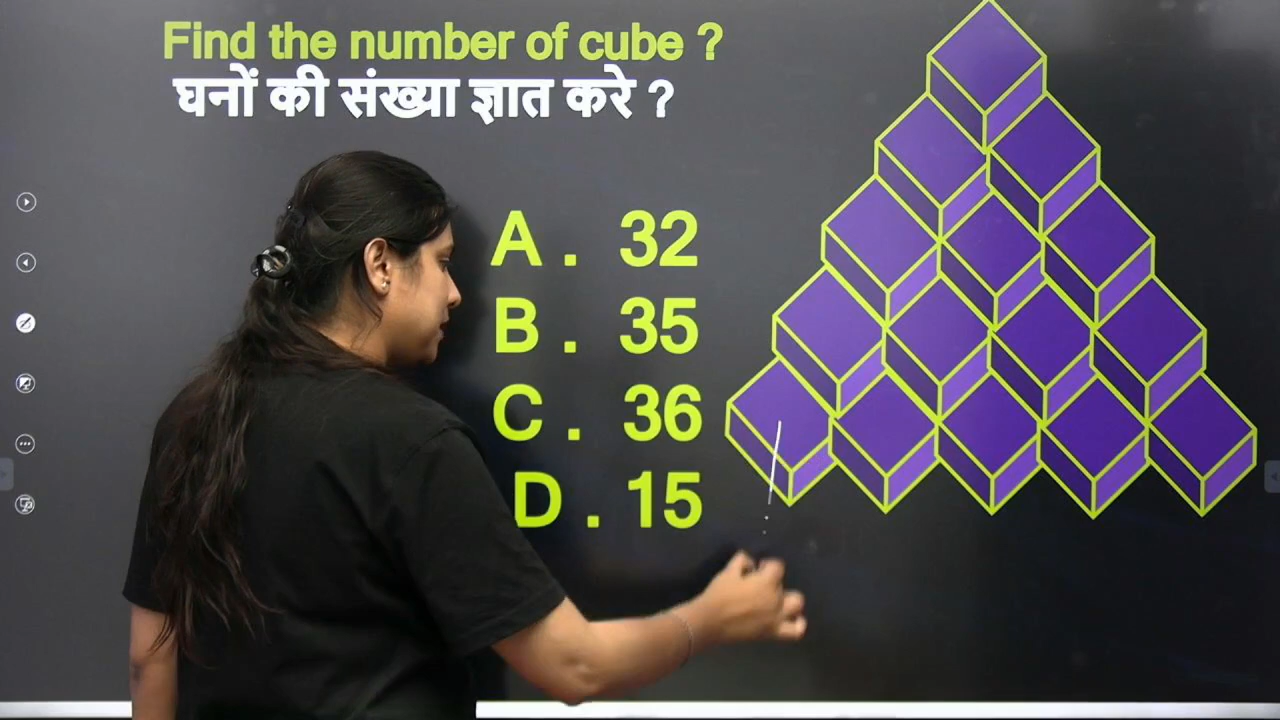 Find the number of cube ?
घनों की संख्या ज्ञात करे ?
A . 32
B . 35
C . 36
D . 15